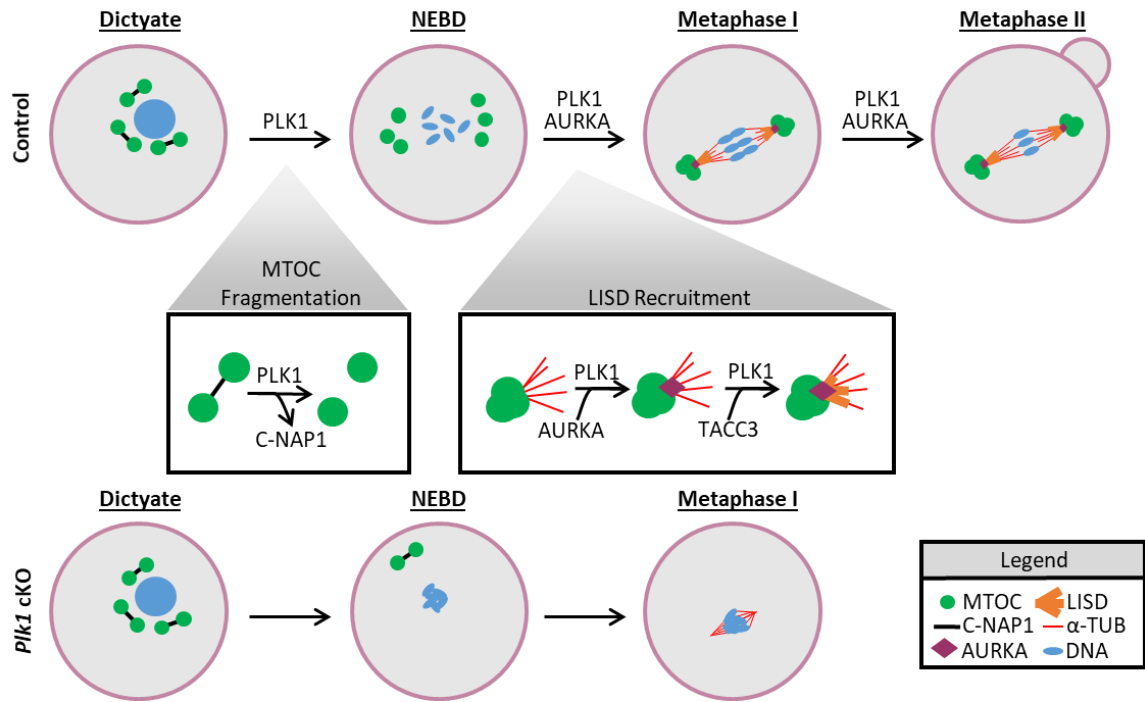 Dictyate
NEBD
Metaphase I
Metaphase II
Control
PLK1
PLK1
AURKA
PLK1
AURKA
MTOC
Fragmentation
LISD Recruitment
PLK1
C-NAP1
PLK1
AURKA
PLK1
TACC3
Dictyate
NEBD
Metaphase I
Plk1 cKO
Legend
MTOC
LISD
C-NAP1
α-TUB
AURKA
DNA